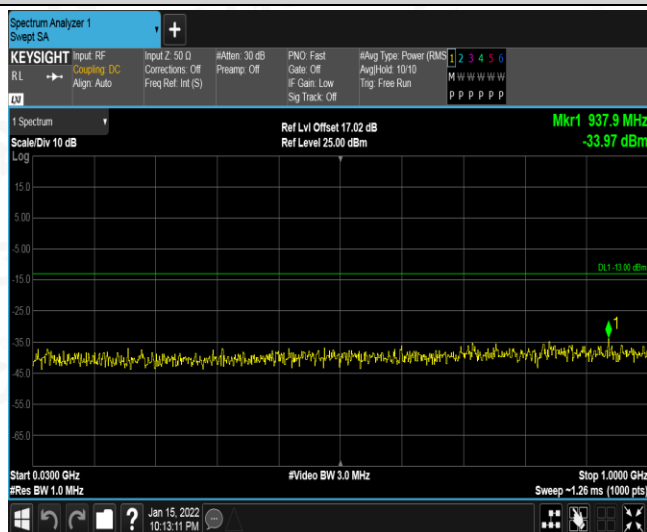 Spectrum Analyzer 1
Swept SA
KEYSIGHT
RL
LXI
Input: RF
Coupling: DC
Align: Auto
Input Z: 50 Ω
Corrections: Off
Freq Ref: Int (S)
#Atten: 30 dB
Preamp: Off
PNO: Fast
Gate: Off
IF Gain: Low
Sig Track: Off
#Avg Type: Power (RMS
Avg|Hold: 10/10
Trig: Free Run
1 2 3 4 5 6
M W W W W W
P P P P P P
1 Spectrum
Scale/Div 10 dB
Log
Ref Lvl Offset 17.02 dB
Ref Level 25.00 dBm
Mkr1 937.9 MHz
-33.97 dBm
15.0
5.00
-5.00
DL1 -13.00 dBm
-15.0
-25.0
1
-35.0
-45.0
-55.0
-65.0
Start 0.0300 GHz
#Res BW 1.0 MHz
#Video BW 3.0 MHz
Stop 1.0000 GHz
Sweep ~1.26 ms (1000 pts)
?
Jan 15, 2022
10:13:11 PM